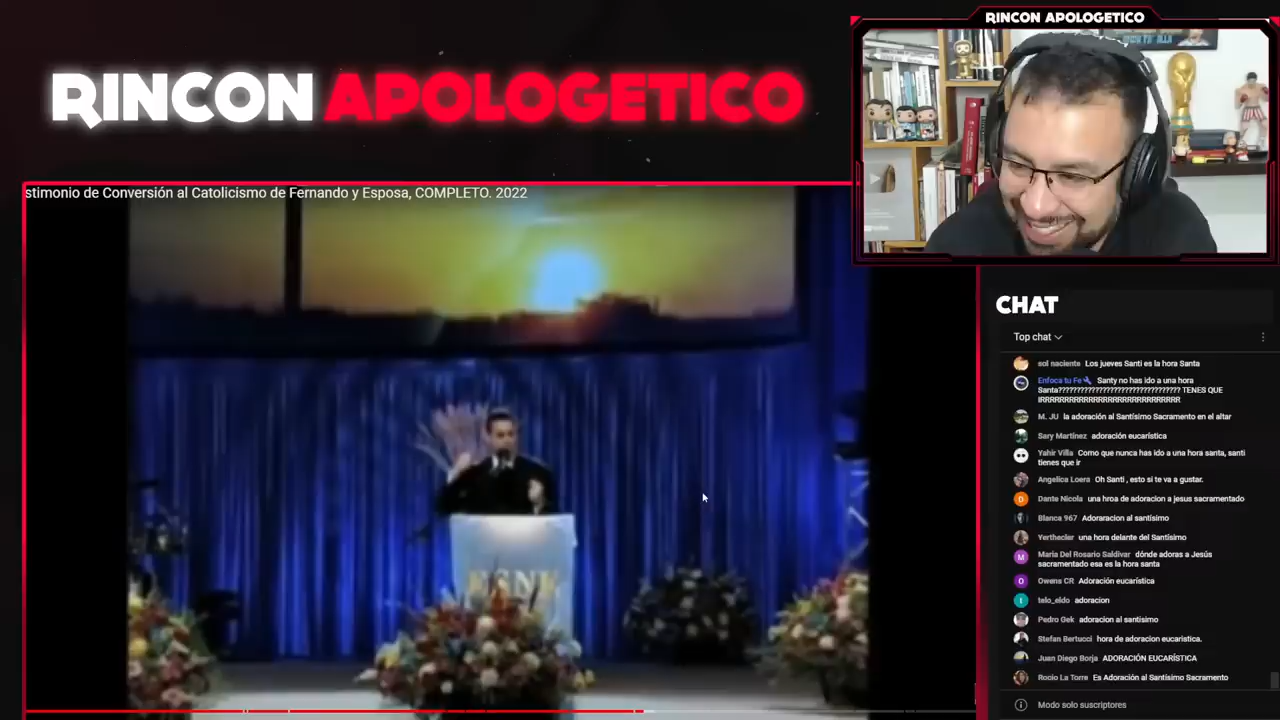 RINCON APOLOGETICO
RINCON APOLOGETICO
stimonio de Conversión al Catolicismo de Fernando y Esposa, COMPLETO. 2022
ESNE
CHAT
Top chat
sol naciente Los jueves Santi es la hora Santa
Enfoca tu Fe Santy no has ido a una hora
Santa??????????????????????????????? TENES QUE
IRRRRRRRRRRRRRRRRRRRRRRRRRRRR
M. JU la adoración al Santísimo Sacramento en el altar
Sary Martínez adoración eucarística
Yahir Villa Como que nunca has ido a una hora santa, santi
tienes que ir
Angelica Loera Oh Santi , esto si te va a gustar.
Dante Nicola una hroa de adoracion a jesus sacramentado
Blanca 967 Adoraracion al santísimo
Yerthecler una hora delante del Santísimo
Maria Del Rosario Saldivar dónde adoras a Jesús
sacramentado esa es la hora santa
Owens CR Adoración eucarística
telo_eldo adoracion
Pedro Gek adoracion al santísimo
Stefan Bertucci hora de adoracion eucaristica.
Juan Diego Borja ADORACIÓN EUCARÍSTICA
Rocio La Torre Es Adoración al Santísimo Sacramento
Modo solo suscriptores